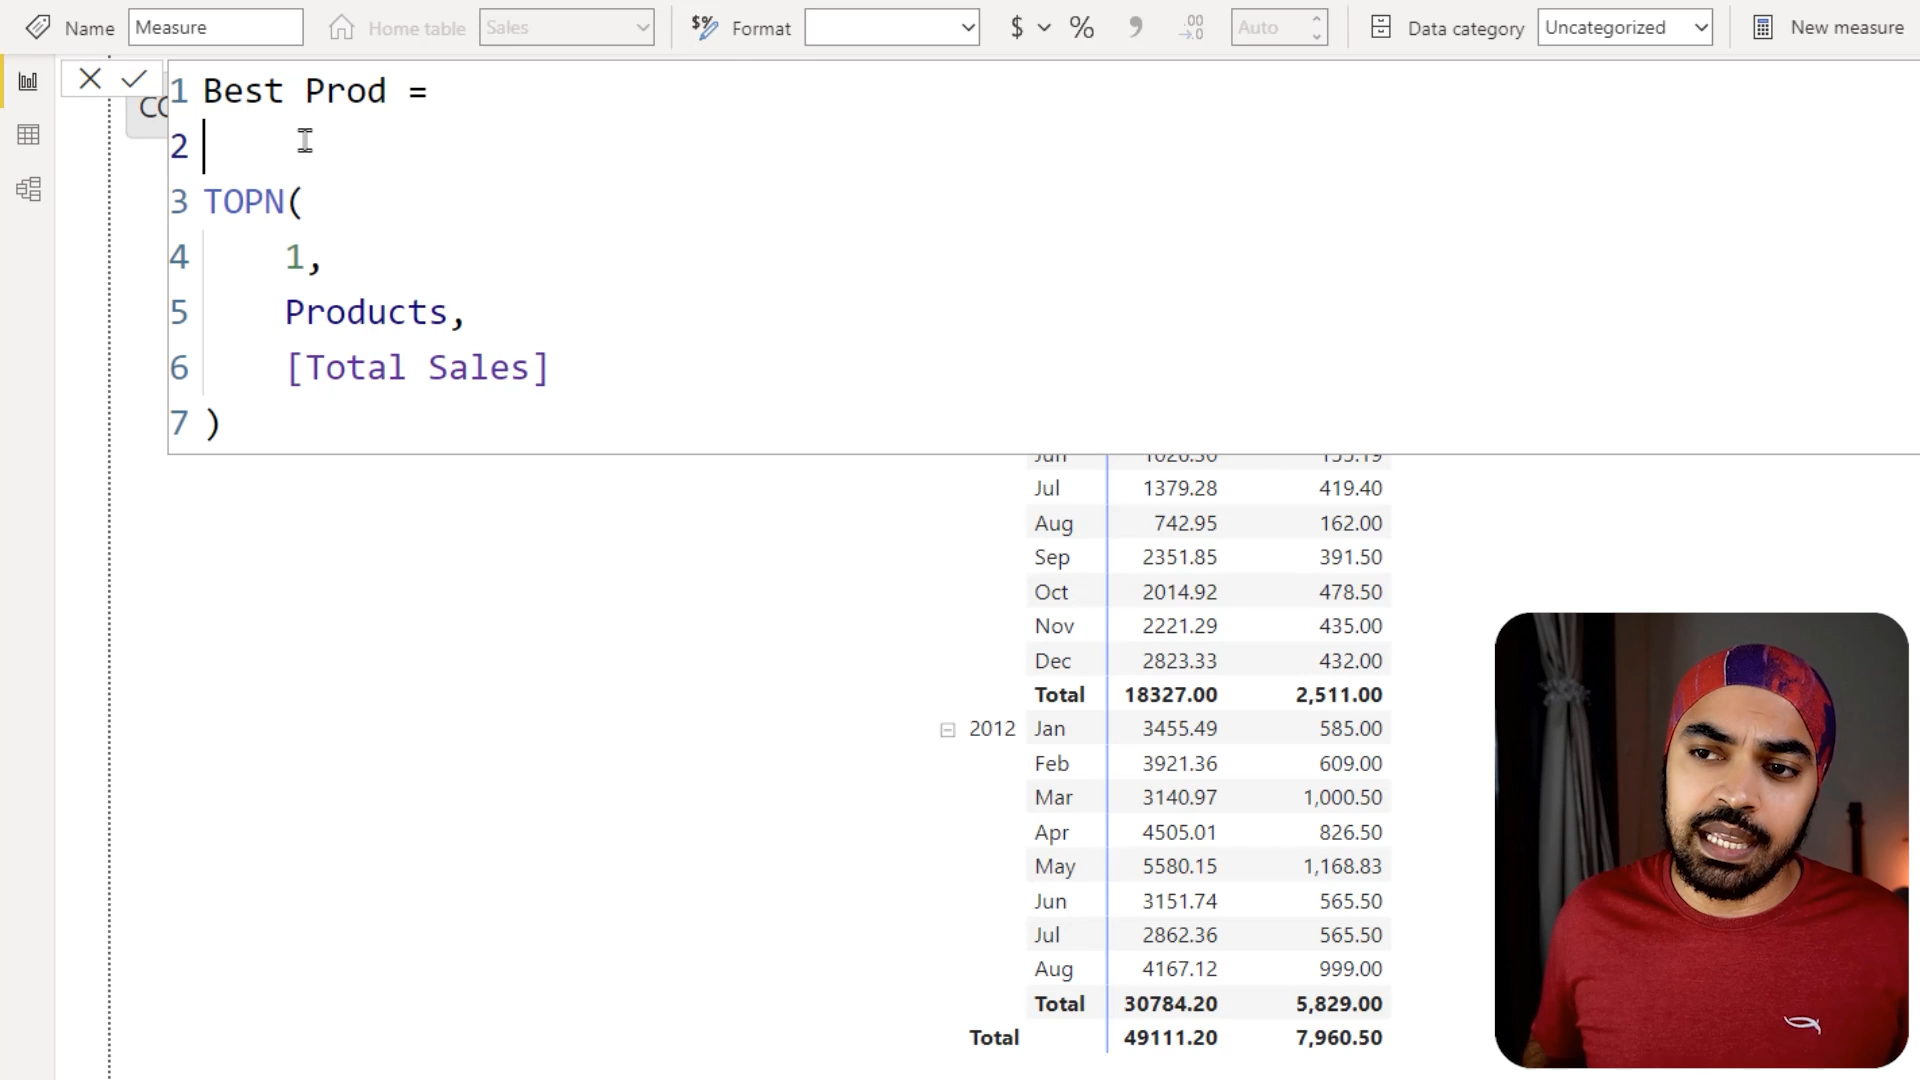 Name Measure Home table Sales Format $ % .00 Auto Data category Uncategorized New measure
1 Best Prod =
2
3 TOPN(
4 1,
5 Products,
6 [Total Sales]
7 )
Jul 1379.28 419.40
Aug 742.95 162.00
Sep 2351.85 391.50
Oct 2014.92 478.50
Nov 2221.29 435.00
Dec 2823.33 432.00
Total 18327.00 2,511.00
2012 Jan 3455.49 585.00
Feb 3921.36 609.00
Mar 3140.97 1,000.50
Apr 4505.01 826.50
May 5580.15 1,168.83
Jun 3151.74 565.50
Jul 2862.36 565.50
Aug 4167.12 999.00
Total 30784.20 5,829.00
Total 49111.20 7,960.50